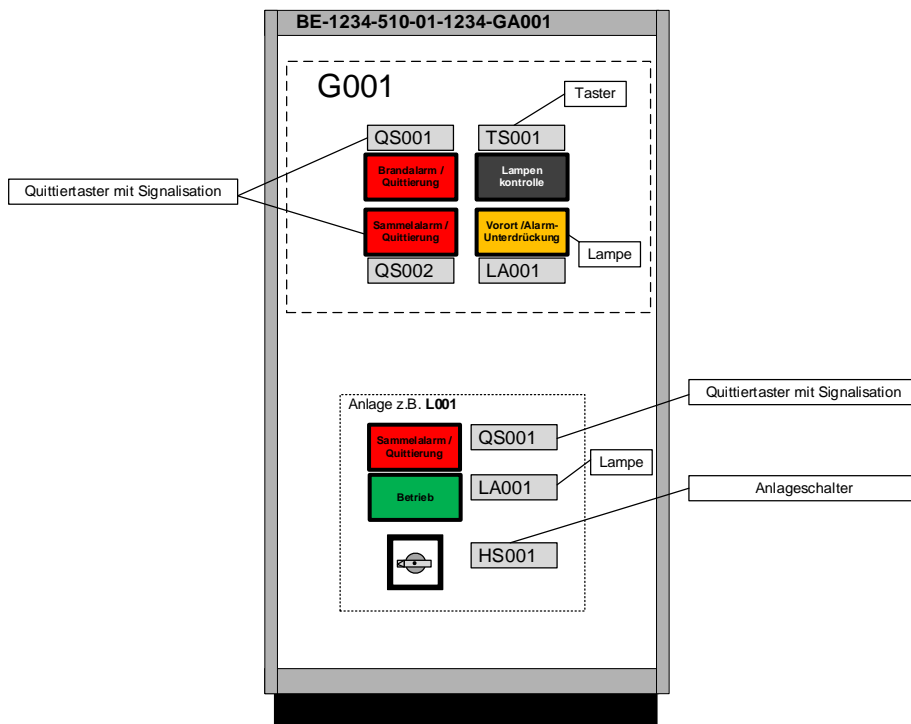 BE-1234-510-01-1234-GA001
G001
Taster
QS001
TS001
Brandalarm /
Quittierung
Lampen
kontrolle
Quittiertaster mit Signalisation
Sammelalarm /
Quittierung
Vorort /Alarm-
Unterdrückung
Lampe
QS002
LA001
Anlage z.B. L001
Quittiertaster mit Signalisation
Sammelalarm /
Quittierung
QS001
Lampe
LA001
Betrieb
Anlageschalter
HS001